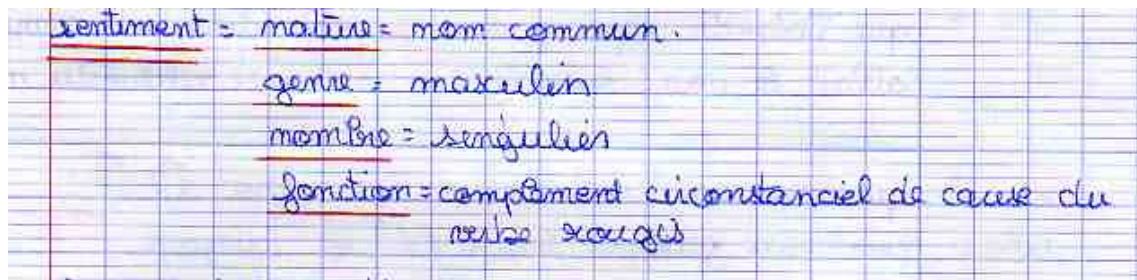 sentiment = nature = nom commun.
genre = masculin
nombre = singulier
fonction = complément circonstanciel de cause du
verbe rougis